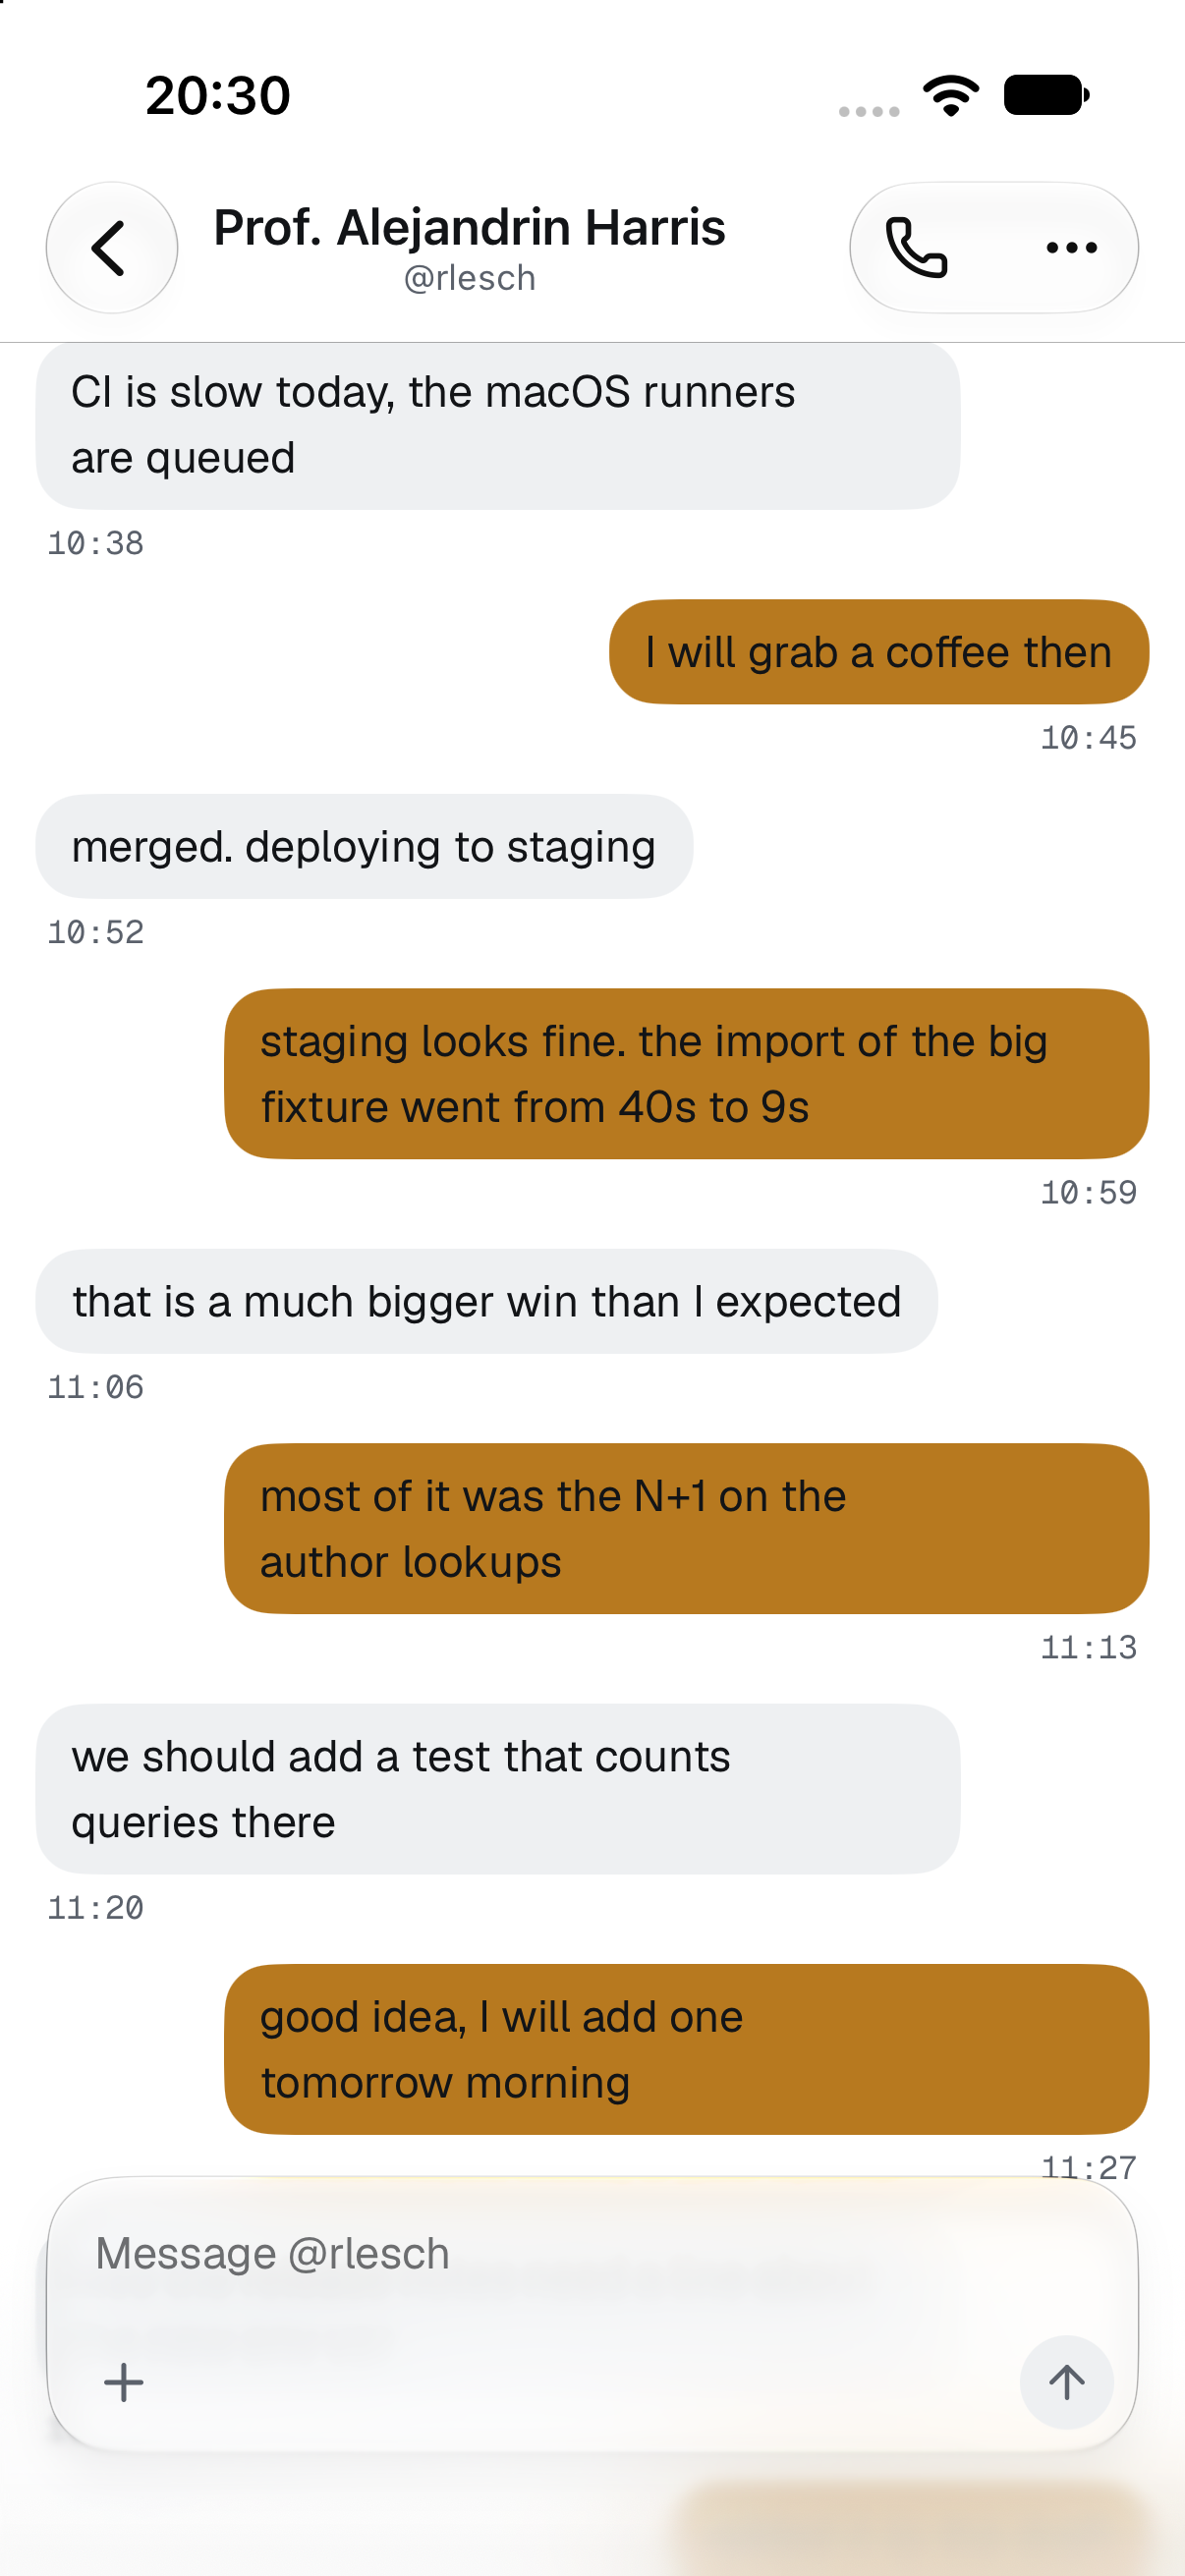 20:30
Prof. Alejandrin Harris
@rlesch
CI is slow today, the macOS runners
are queued
10:38
I will grab a coffee then
10:45
merged. deploying to staging
10:52
staging looks fine. the import of the big
fixture went from 40s to 9s
10:59
that is a much bigger win than I expected
11:06
most of it was the N+1 on the
author lookups
11:13
we should add a test that counts
queries there
11:20
good idea, I will add one
tomorrow morning
11:27
Message @rlesch